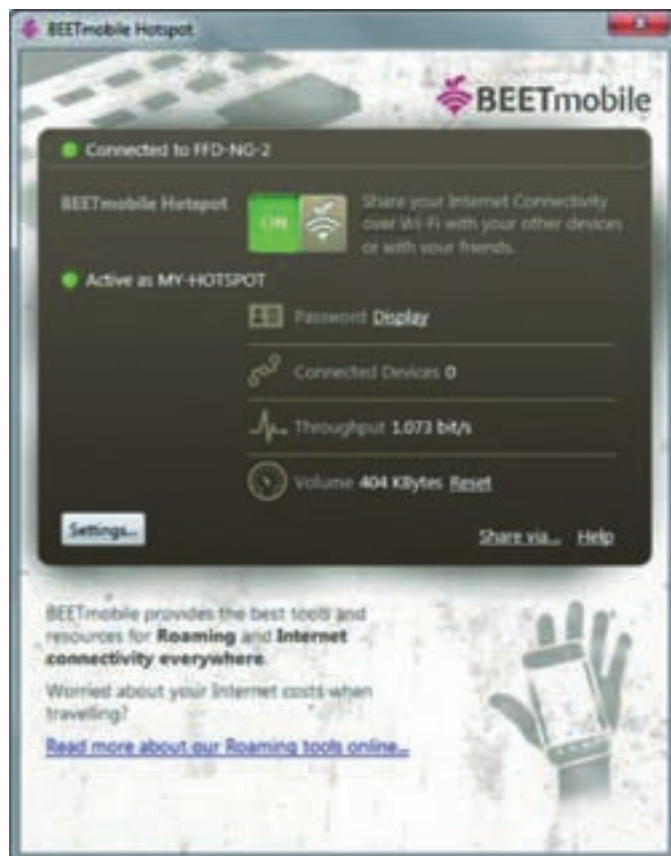 BEETmobile Hotspot
BEETmobile
Connected to FFD-NG-2
BEETmobile Hotspot
ON
Share your Internet Connectivity
over Wi-Fi with your other devices
or with your friends.
Active as MY-HOTSPOT
Password Display
Connected Devices 0
Throughput 1.073 bit/s
Volume 404 KBytes Reset
Settings...
Share via... Help
BEETmobile provides the best tools and
resources for Roaming and Internet
connectivity everywhere.
Worried about your Internet costs when
travelling?
Read more about our Roaming tools online...